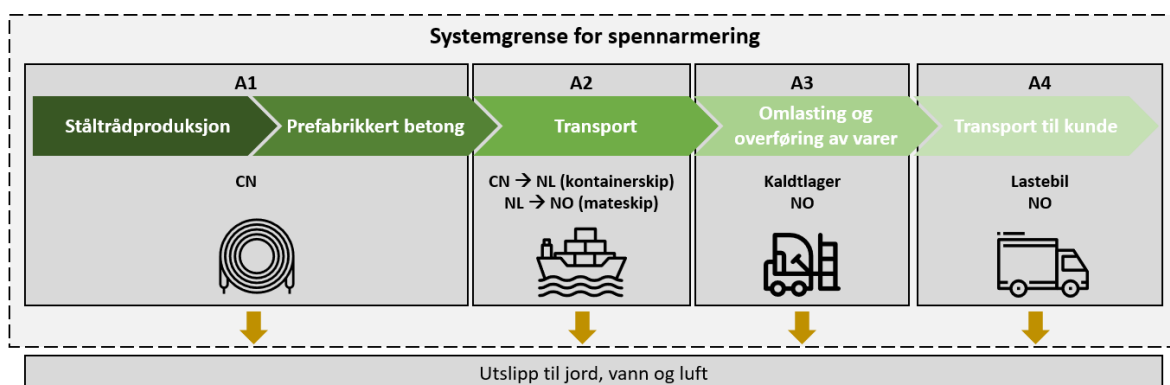 Systemgrense for spennarmering
A1
A2
A3
A4
Ståltrådproduksjon
Prefabrikkert betong
Transport
Omlasting og
overføring av varer
Transport til kunde
CN
CN → NL (kontainerskip)
NL → NO (mateskip)
Kaldtlager
NO
Lastebil
NO
Utslipp til jord, vann og luft